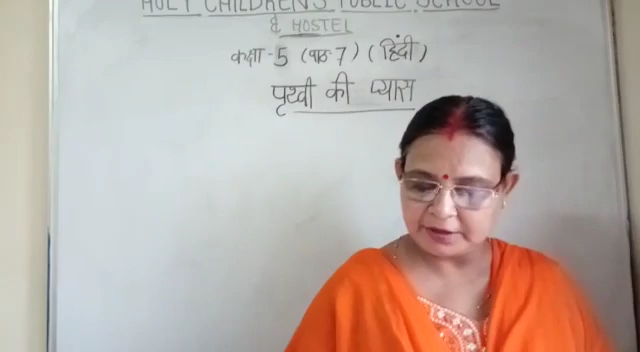 HOLY CHILDREN'S PUBLIC SCHOOL
& HOSTEL
कक्षा - 5 (पाठ-7) (हिंदी)
पृथ्वी की प्यास